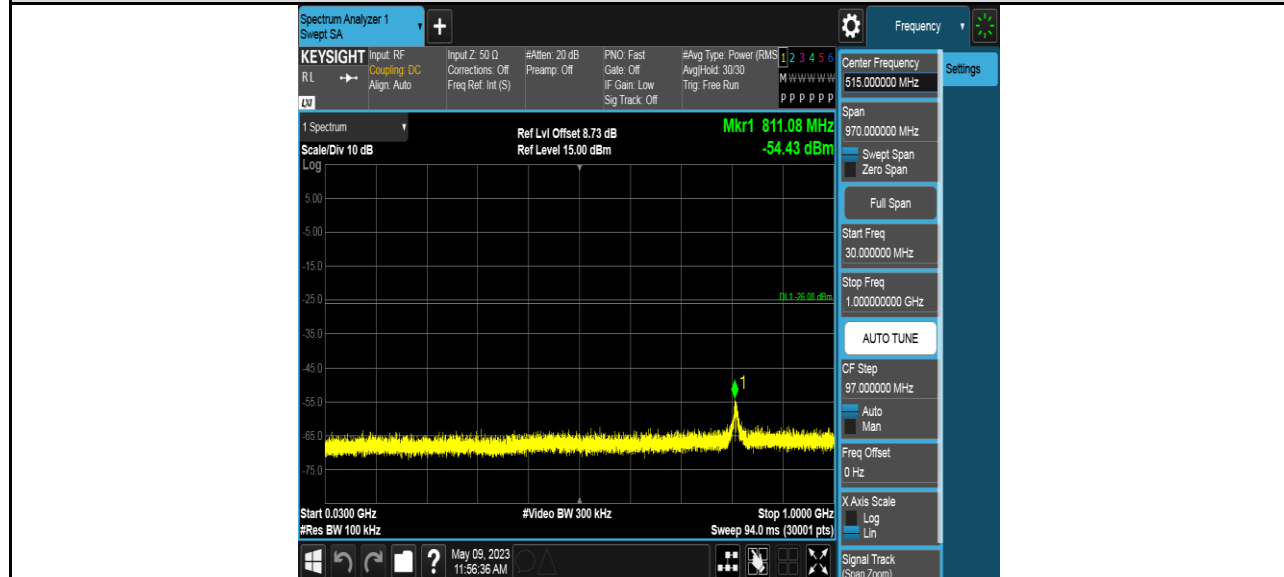 Spectrum Analyzer 1
Swept SA
+
Frequency
KEYSIGHT
RL
LXI
Input: RF
Coupling: DC
Align: Auto
Input Z: 50 Ω
Corrections: Off
Freq Ref: Int (S)
#Atten: 20 dB
Preamp: Off
PNO: Fast
Gate: Off
IF Gain: Low
Sig Track: Off
#Avg Type: Power (RMS
Avg|Hold: 30/30
Trig: Free Run
1 2 3 4 5 6
M W W W W W
P P P P P P
1 Spectrum
Scale/Div 10 dB
Ref Lvl Offset 8.73 dB
Ref Level 15.00 dBm
Mkr1 811.08 MHz
-54.43 dBm
Log
5.00
-5.00
-15.0
-25.0
DL1 -26.08 dBm
-35.0
-45.0
1
-55.0
-65.0
-75.0
Start 0.0300 GHz
#Res BW 100 kHz
#Video BW 300 kHz
Stop 1.0000 GHz
Sweep 94.0 ms (30001 pts)
?
May 09, 2023
11:56:36 AM
Center Frequency
515.000000 MHz
Settings
Span
970.000000 MHz
Swept Span
Zero Span
Full Span
Start Freq
30.000000 MHz
Stop Freq
1.000000000 GHz
AUTO TUNE
CF Step
97.000000 MHz
Auto
Man
Freq Offset
0 Hz
X Axis Scale
Log
Lin
Signal Track
(Span Zoom)